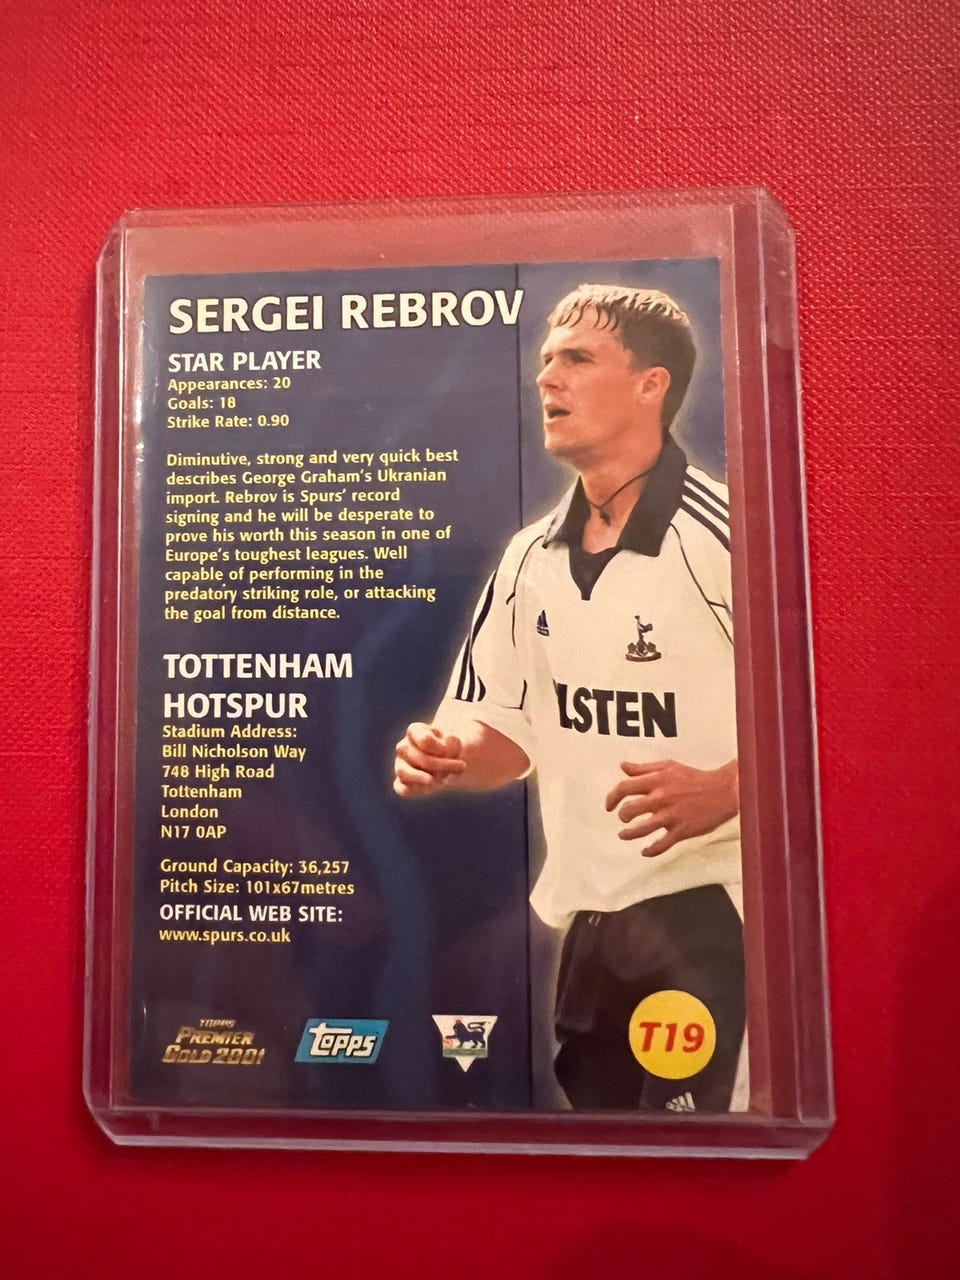 SERGEI REBROV
STAR PLAYER
Appearances: 20
Goals: 18
Strike Rate: 0.90
Diminutive, strong and very quick best
describes George Graham's Ukranian
import. Rebrov is Spurs' record
signing and he will be desperate to
prove his worth this season in one of
Europe's toughest leagues. Well
capable of performing in the
predatory striking role, or attacking
the goal from distance.
TOTTENHAM
HOTSPUR
Stadium Address:
Bill Nicholson Way
748 High Road
Tottenham
London
N17 0AP
Ground Capacity: 36,257
Pitch Size: 101x67metres
OFFICIAL WEB SITE:
www.spurs.co.uk
TOPPS
PREMIER
GOLD 2001
Topps
LSTEN
T19